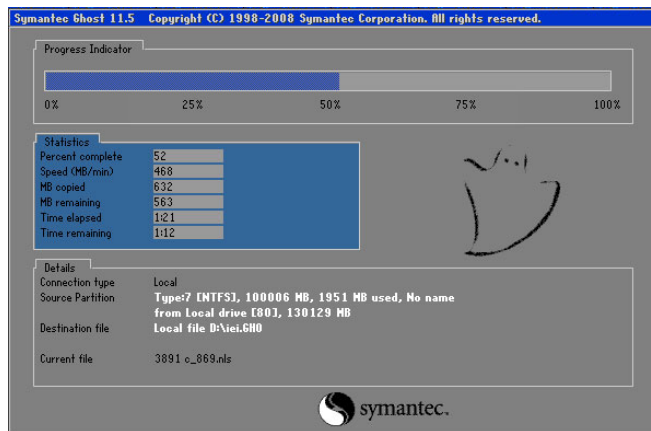 Symantec Ghost 11.5 Copyright (C) 1998-2008 Symantec Corporation. All rights reserved.
Progress Indicator
0% 25% 50% 75% 100%
Statistics
Percent complete 52
Speed (MB/min) 468
MB copied 632
MB remaining 563
Time elapsed 1:21
Time remaining 1:12
Details
Connection type Local
Source Partition Type:7 [NTFS], 100006 MB, 1951 MB used, No name
from Local drive [80], 130129 MB
Destination file Local file D:\iei.GHO
Current file 3891 c_869.nls
symantec.